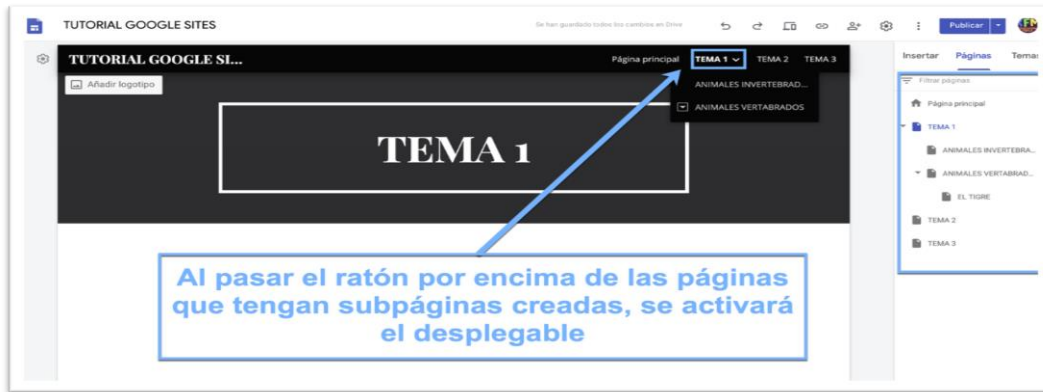 TUTORIAL GOOGLE SITES
Se han guardado todos los cambios en Drive
Publicar
TUTORIAL GOOGLE SI...
Página principal
TEMA 1
TEMA 2
TEMA 3
Añadir logotipo
ANIMALES INVERTEBRAD...
ANIMALES VERTABRADOS
TEMA 1
Al pasar el ratón por encima de las páginas
que tengan subpáginas creadas, se activará
el desplegable
Insertar
Páginas
Temas
Filtrar páginas
Página principal
TEMA 1
ANIMALES INVERTEBRA...
ANIMALES VERTABRAD...
EL TIGRE
TEMA 2
TEMA 3